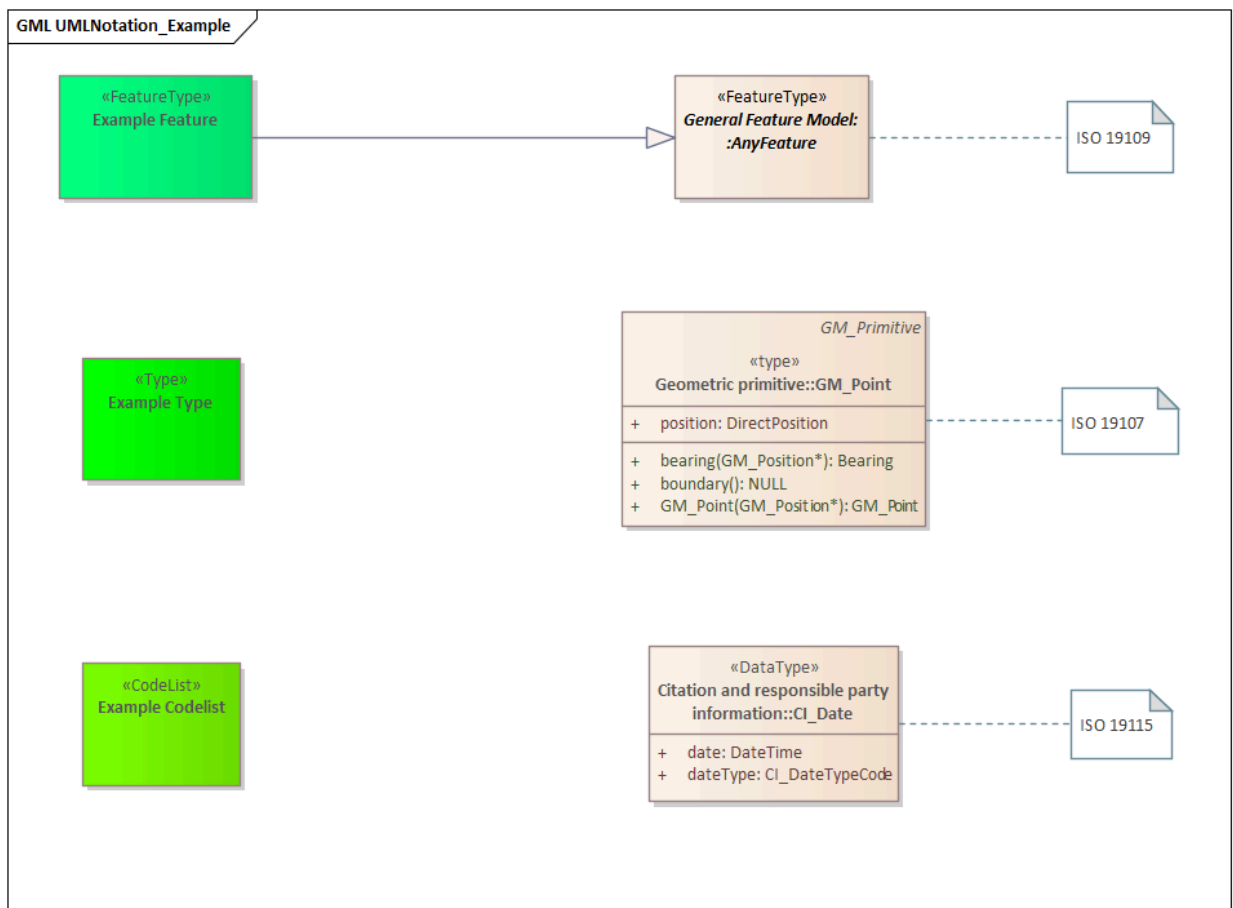 GML UMLNotation_Example
«FeatureType»
Example Feature
«FeatureType»
General Feature Model:
:AnyFeature
ISO 19109
«Type»
Example Type
GM_Primitive
«type»
Geometric primitive::GM_Point
+ position: DirectPosition
+ bearing(GM_Position*): Bearing
+ boundary(): NULL
+ GM_Point(GM_Position*): GM_Point
ISO 19107
«CodeList»
Example Codelist
«DataType»
Citation and responsible party
information::CI_Date
+ date: DateTime
+ dateType: CI_DateTypeCode
ISO 19115